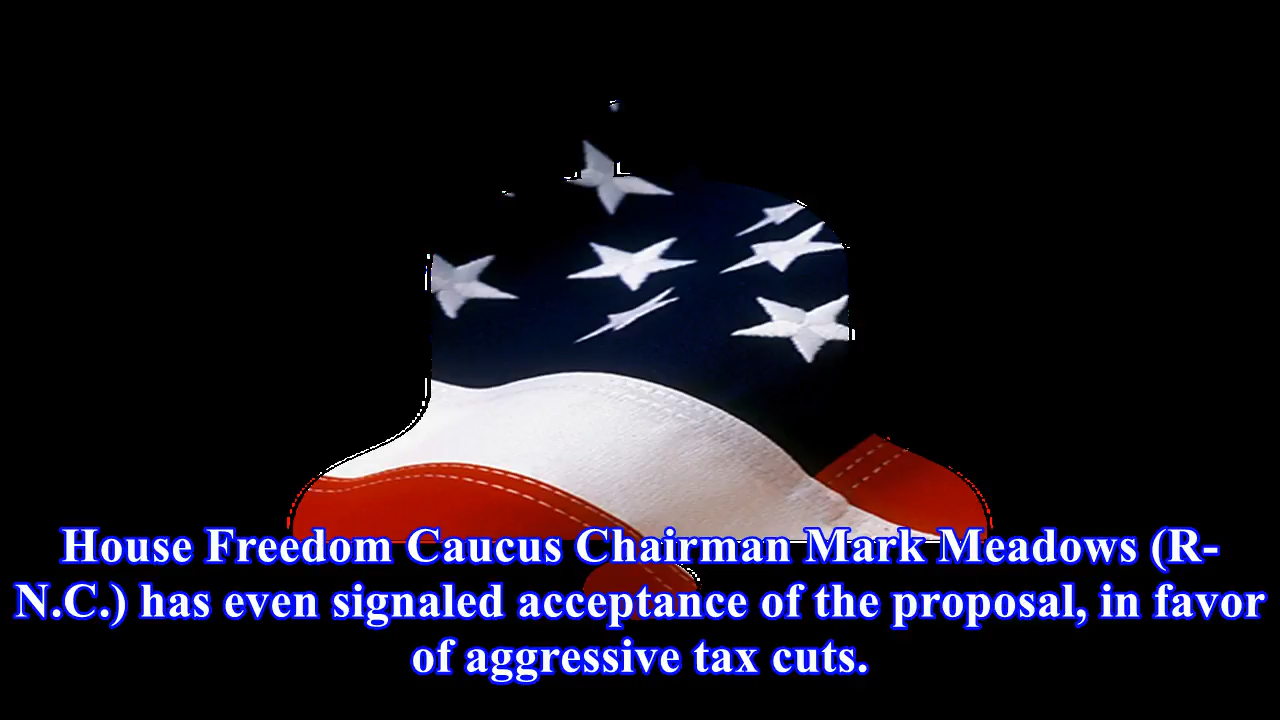 House Freedom Caucus Chairman Mark Meadows (R-
N.C.) has even signaled acceptance of the proposal, in favor
of aggressive tax cuts.